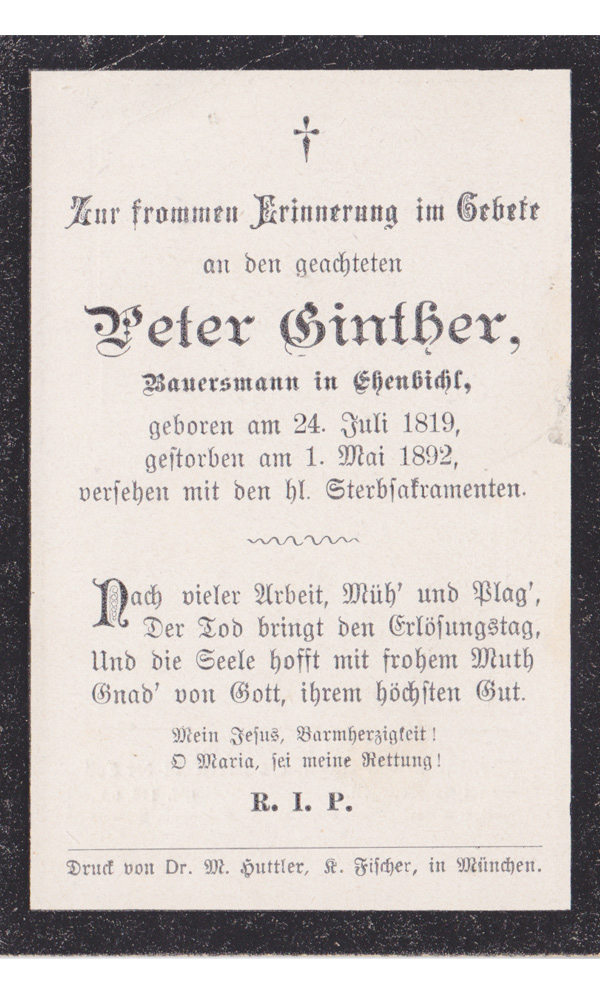 Zur frommen Erinnerung im Gebete
an den geachteten
Peter Ginther,
Bauersmann in Ehenbichl,
geboren am 24. Juli 1819,
gestorben am 1. Mai 1892,
versehen mit den hl. Sterbsakramenten.
Nach vieler Arbeit, Müh' und Plag',
Der Tod bringt den Erlösungstag,
Und die Seele hofft mit frohem Muth
Gnad' von Gott, ihrem höchsten Gut.
Mein Jesus, Barmherzigkeit!
O Maria, sei meine Rettung!
R. I. P.
Druck von Dr. M. Huttler, K. Fischer, in München.